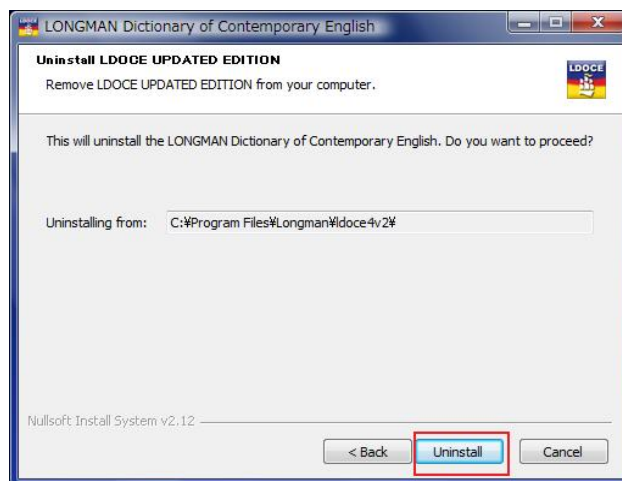 LONGMAN Dictionary of Contemporary English
Uninstall LDOCE UPDATED EDITION
Remove LDOCE UPDATED EDITION from your computer.
LDOCE
This will uninstall the LONGMAN Dictionary of Contemporary English. Do you want to proceed?
Uninstalling from: C:¥Program Files¥Longman¥ldoce4v2¥
Nullsoft Install System v2.12
< Back Uninstall Cancel